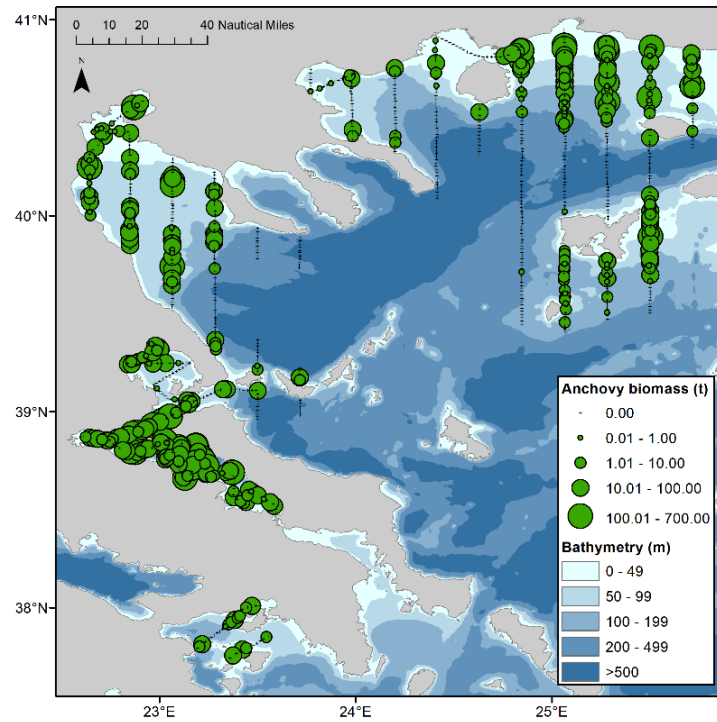 41°N
0 10 20 40 Nautical Miles
N
40°N
39°N
38°N
Anchovy biomass (t)
0.00
0.01 - 1.00
1.01 - 10.00
10.01 - 100.00
100.01 - 700.00
Bathymetry (m)
0 - 49
50 - 99
100 - 199
200 - 499
>500
23°E 24°E 25°E